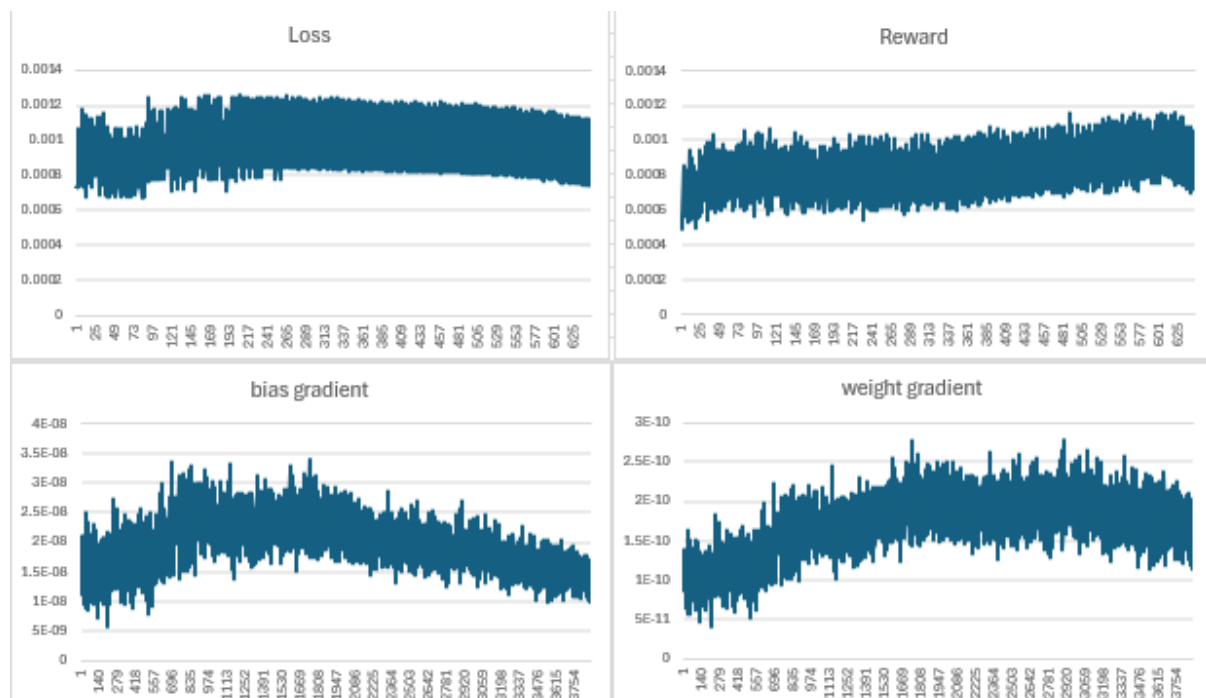 Loss
0.0014
0.0012
0.001
0.0008
0.0006
0.0004
0.0002
0
1 25 49 73 97 121 145 169 193 217 241 265 289 313 337 361 385 409 433 457 481 505 529 553 577 601 625
Reward
0.0014
0.0012
0.001
0.0008
0.0006
0.0004
0.0002
0
1 25 49 73 97 121 145 169 193 217 241 265 289 313 337 361 385 409 433 457 481 505 529 553 577 601 625
bias gradient
4E-08
3.5E-08
3E-08
2.5E-08
2E-08
1.5E-08
1E-08
5E-09
0
1 140 279 418 557 696 835 974 1113 1252 1391 1530 1669 1808 1947 2086 2225 2364 2503 2642 2781 2920 3059 3198 3337 3476 3615 3754
weight gradient
3E-10
2.5E-10
2E-10
1.5E-10
1E-10
5E-11
0
1 140 279 418 557 696 835 974 1113 1252 1391 1530 1669 1808 1947 2086 2225 2364 2503 2642 2781 2920 3059 3198 3337 3476 3615 3754